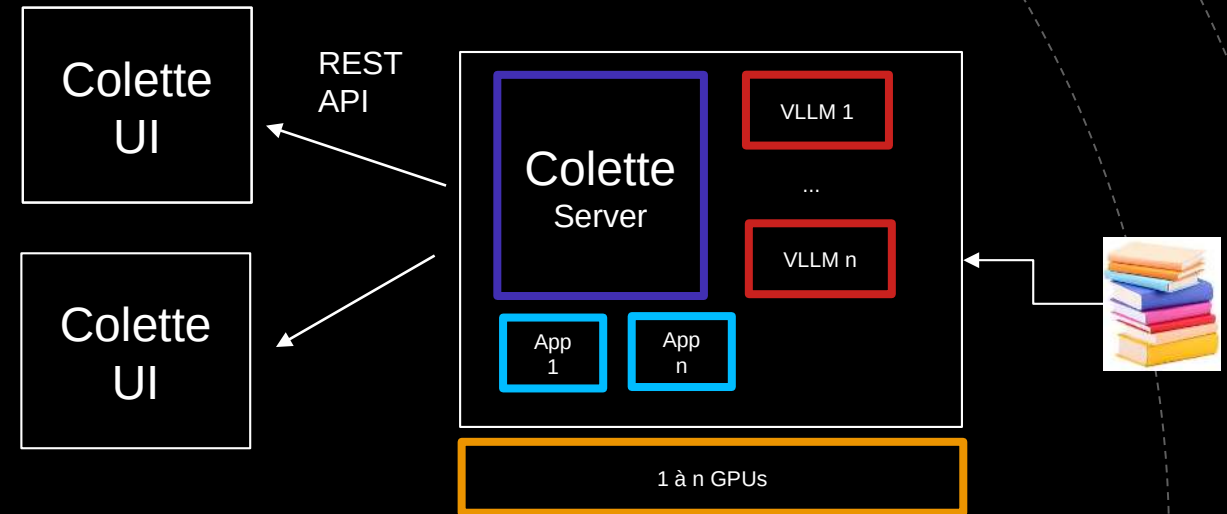 Colette
UI
REST
API
Colette
Server
VLLM 1
...
VLLM n
App
1
App
n
Colette
UI
1 à n GPUs